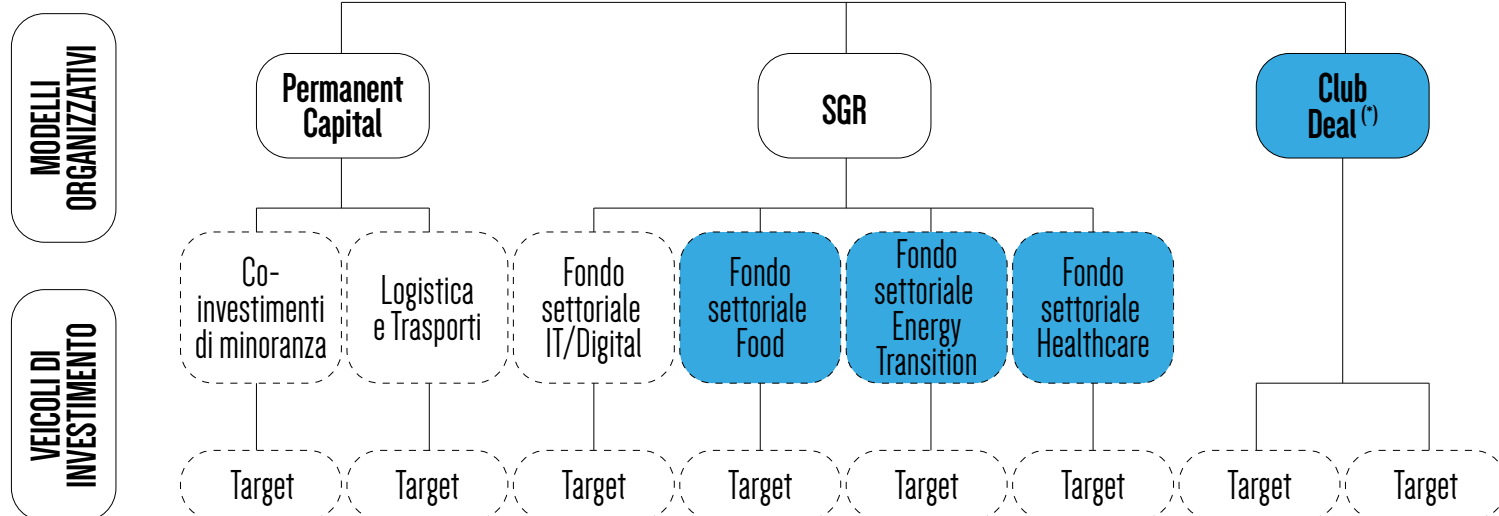 MODELLI
ORGANIZZATIVI
Permanent
Capital
SGR
Club
Deal (*)
VEICOLI DI
INVESTIMENTO
Co-
investimenti
di minoranza
Logistica
e Trasporti
Fondo
settoriale
IT/Digital
Fondo
settoriale
Food
Fondo
settoriale
Energy
Transition
Fondo
settoriale
Healthcare
Target
Target
Target
Target
Target
Target
Target
Target